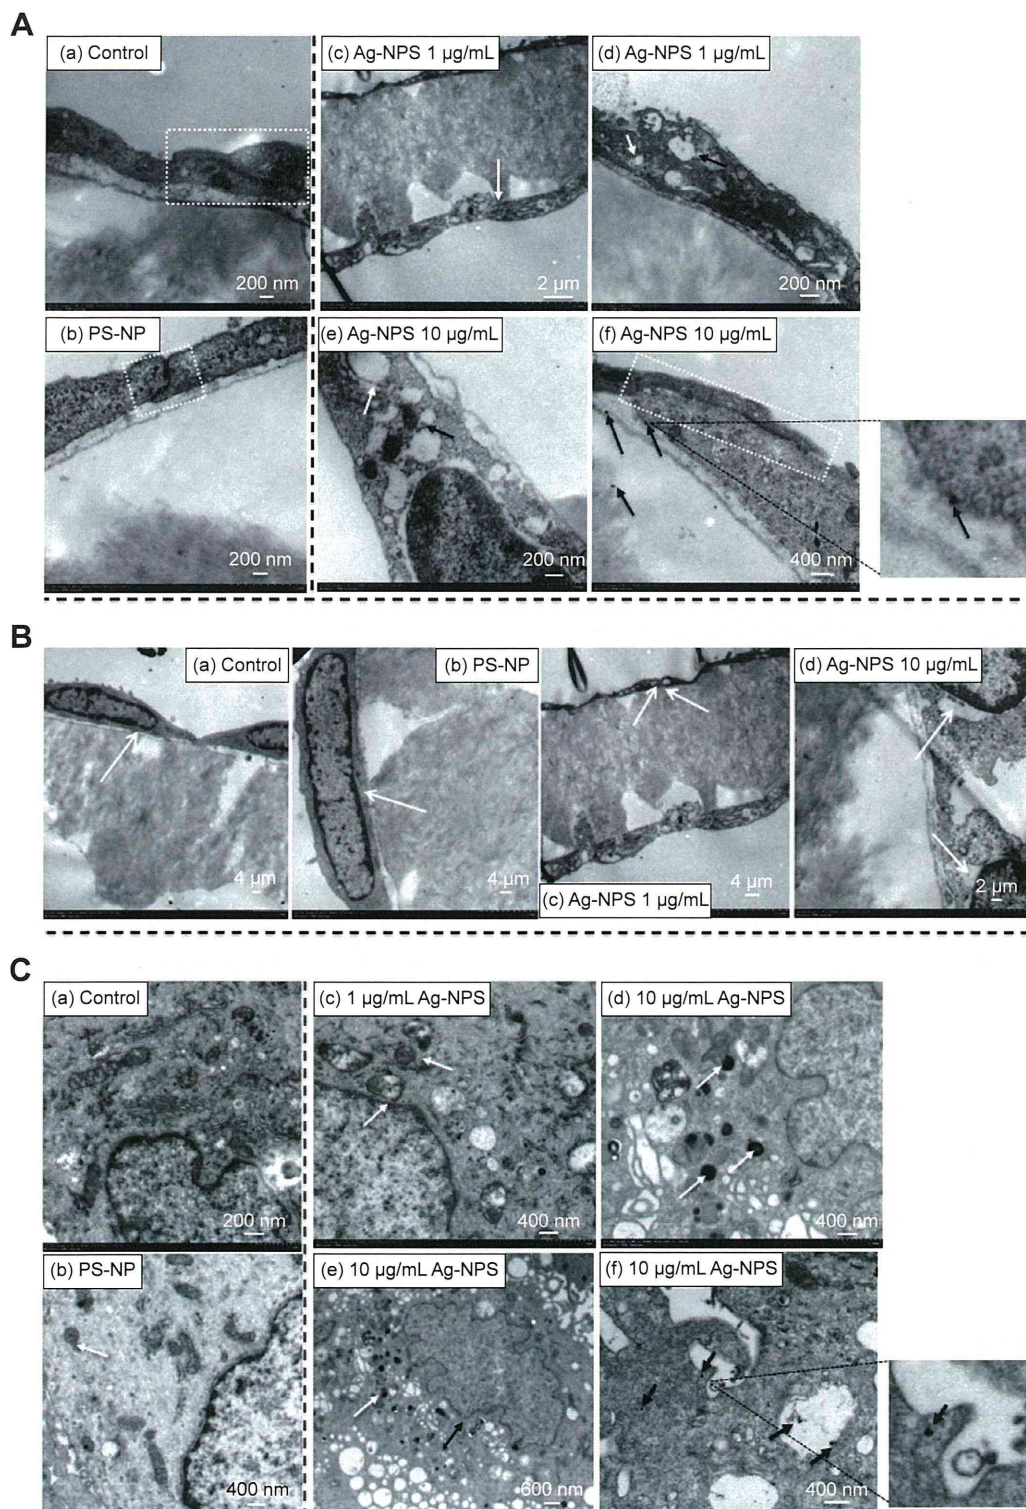 A
(a) Control
(c) Ag-NPS 1 µg/mL
(d) Ag-NPS 1 µg/mL
200 nm
2 µm
200 nm
(b) PS-NP
(e) Ag-NPS 10 µg/mL
(f) Ag-NPS 10 µg/mL
200 nm
200 nm
400 nm
B
(a) Control
(b) PS-NP
(d) Ag-NPS 10 µg/mL
4 µm
4 µm
4 µm
2 µm
(c) Ag-NPS 1 µg/mL
C
(a) Control
(c) 1 µg/mL Ag-NPS
(d) 10 µg/mL Ag-NPS
200 nm
400 nm
400 nm
(b) PS-NP
(e) 10 µg/mL Ag-NPS
(f) 10 µg/mL Ag-NPS
400 nm
600 nm
400 nm